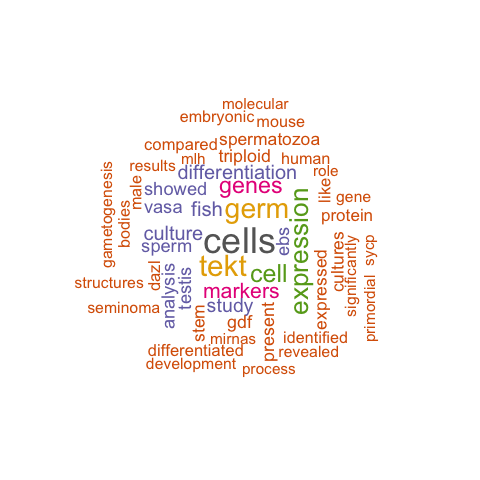 molecular
embryonic
mouse
compared
spermatozoa
results
mlh
triploid
human
differentiation
role
gametogenesis
bodies
male
showed
genes
like
gene
vasa
fish
germ
expression
protein
culture
sperm
cells
ebs
cultures
significantly
sycp
primordial
structures
dazl
analysis
testis
tekt
cell
expressed
seminoma
markers
stem
study
gdf
present
mirnas
identified
differentiated
revealed
development
process